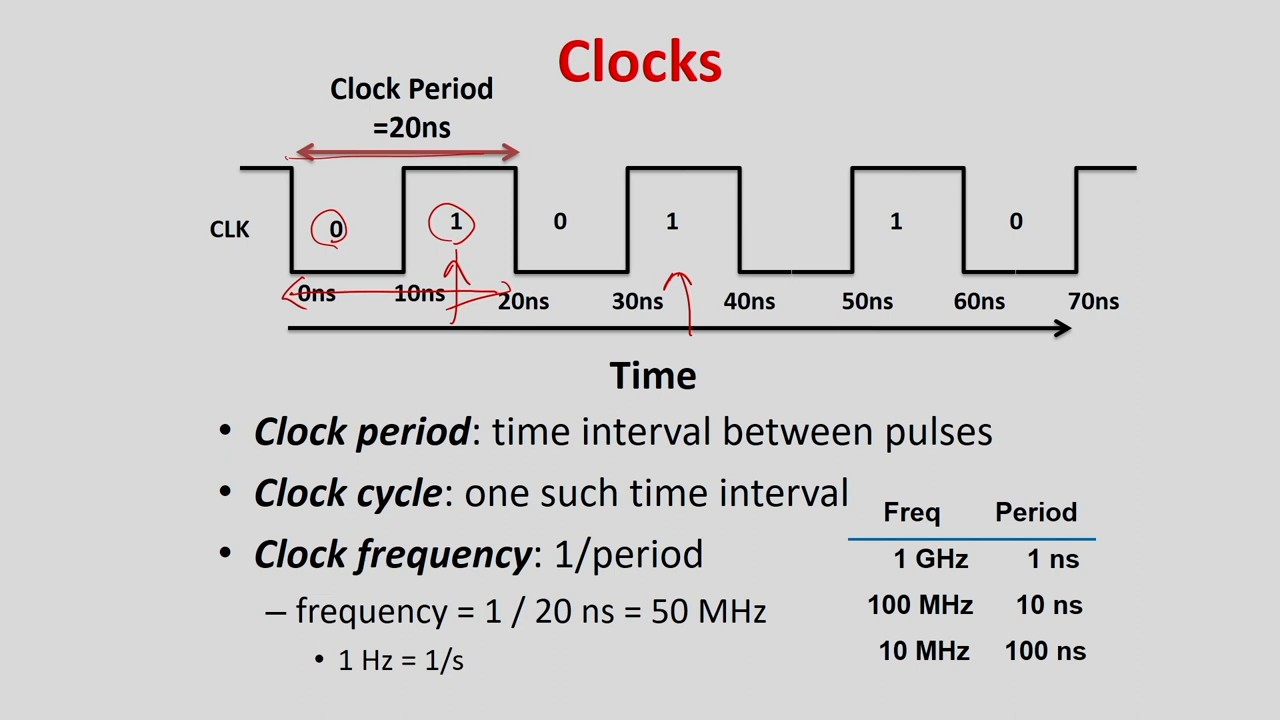 Clocks
Clock Period
=20ns
CLK
0 1 0 1 1 0
0ns 10ns 20ns 30ns 40ns 50ns 60ns 70ns
Time
• Clock period: time interval between pulses
• Clock cycle: one such time interval
• Clock frequency: 1/period
– frequency = 1 / 20 ns = 50 MHz
• 1 Hz = 1/s
Freq Period
1 GHz 1 ns
100 MHz 10 ns
10 MHz 100 ns